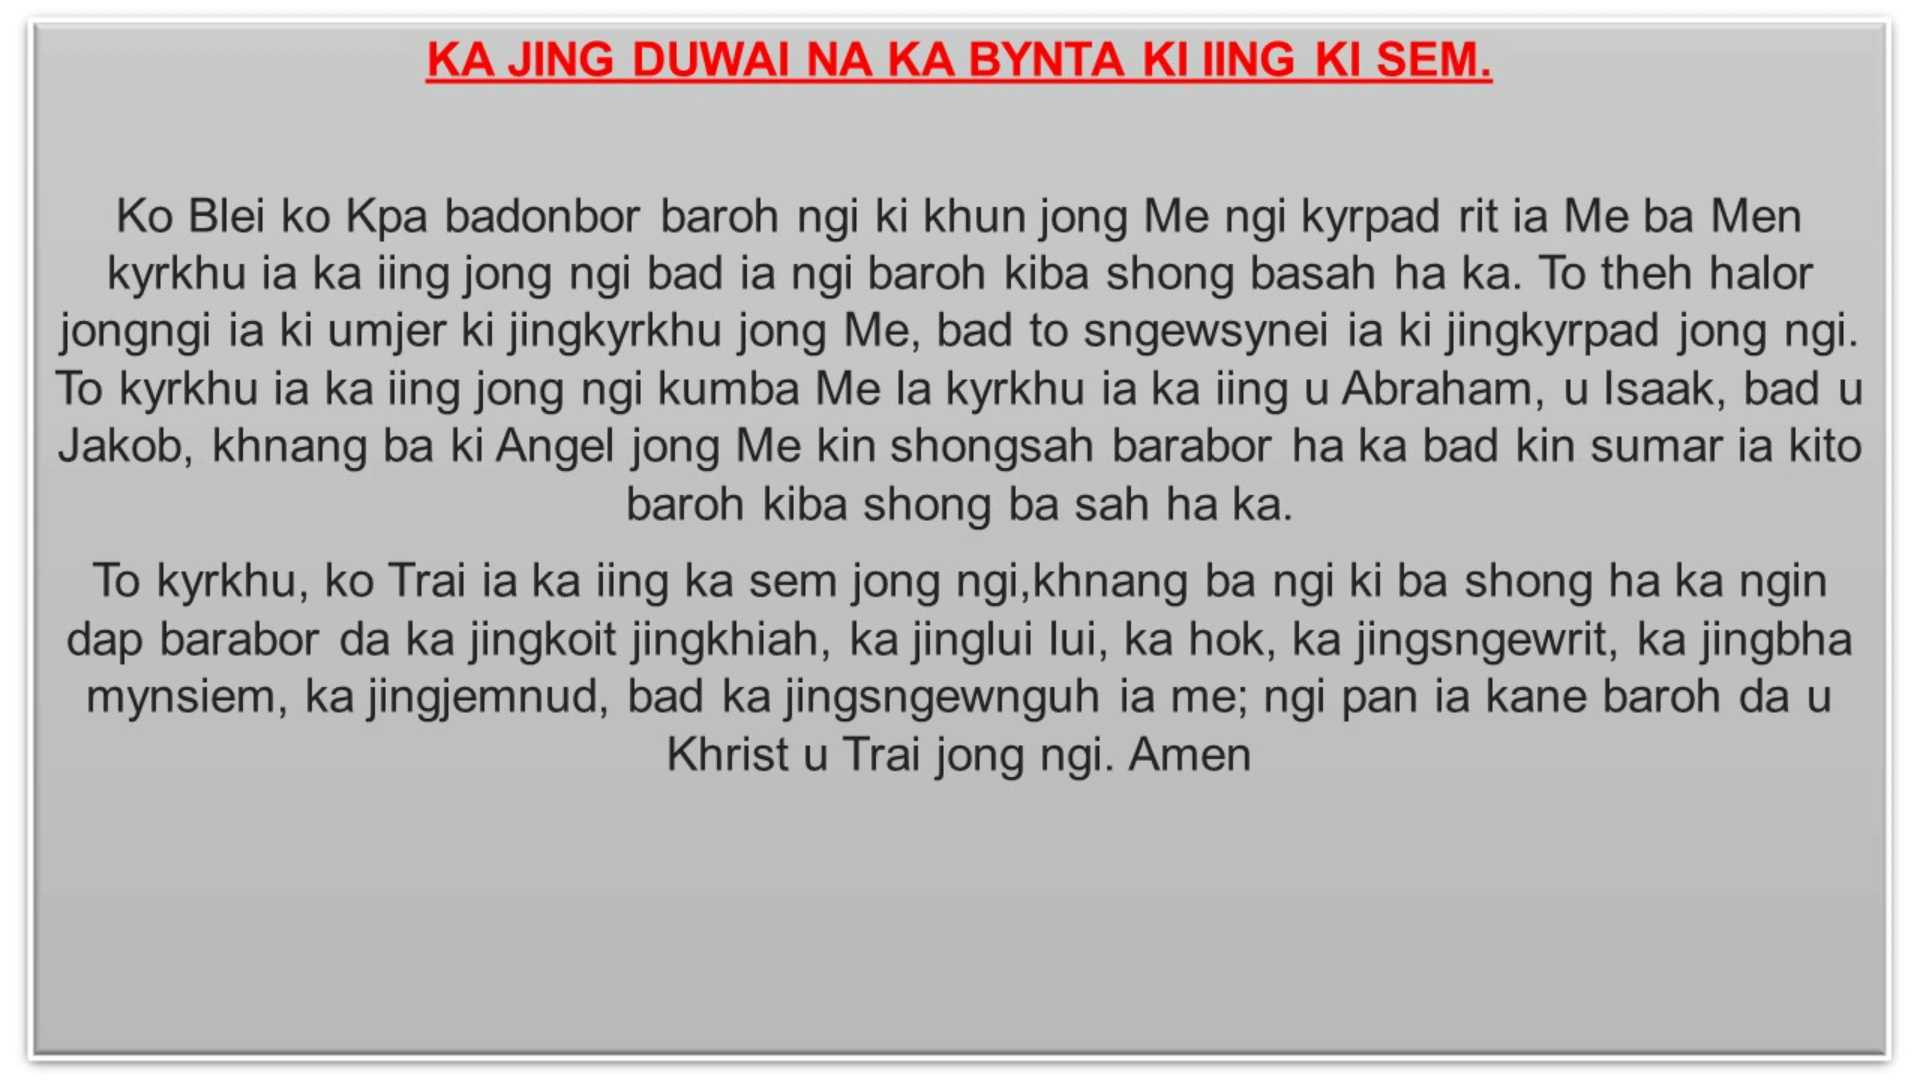 KA JING DUWAI NA KA BYNTA KI IING KI SEM.
Ko Blei ko Kpa badonbor baroh ngi ki khun jong Me ngi kyrpad rit ia Me ba Men
kyrkhu ia ka iing jong ngi bad ia ngi baroh kiba shong basah ha ka. To theh halor
jongngi ia ki umjer ki jingkyrkhu jong Me, bad to sngewsynei ia ki jingkyrpad jong ngi.
To kyrkhu ia ka iing jong ngi kumba Me la kyrkhu ia ka iing u Abraham, u Isaak, bad u
Jakob, khnang ba ki Angel jong Me kin shongsah barabor ha ka bad kin sumar ia kito
baroh kiba shong ba sah ha ka.
To kyrkhu, ko Trai ia ka iing ka sem jong ngi,khnang ba ngi ki ba shong ha ka ngin
dap barabor da ka jingkoit jingkhiah, ka jinglui lui, ka hok, ka jingsngewrit, ka jingbha
mynsiem, ka jingjemnud, bad ka jingsngewnguh ia me; ngi pan ia kane baroh da u
Khrist u Trai jong ngi. Amen